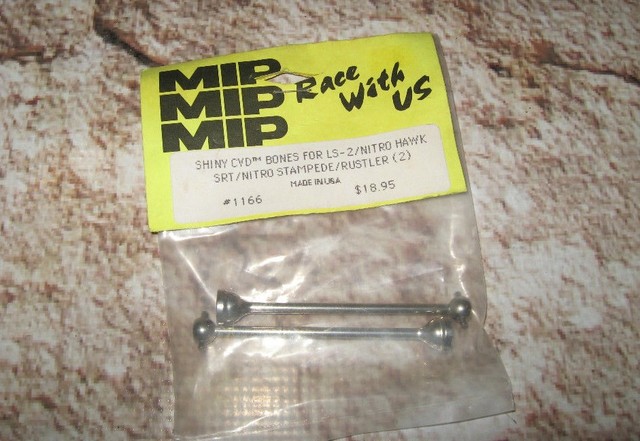 MIP
MIP
MIP
Race With US
SHINY CYD™ BONES FOR LS-2/NITRO HAWK
SRT/NITRO STAMPEDE/RUSTLER (2)
MADE IN USA
#1166 $18.95